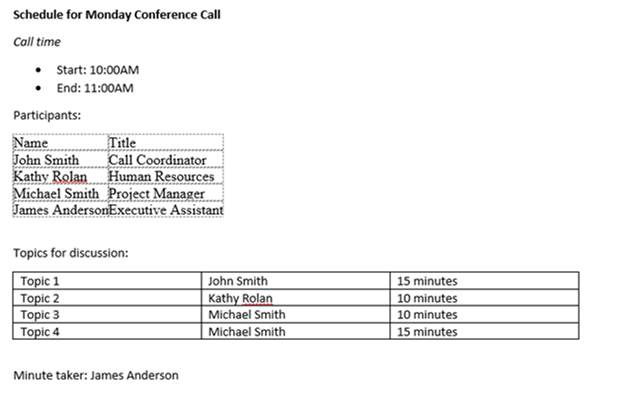 Schedule for Monday Conference Call
Call time
• Start: 10:00AM
• End: 11:00AM
Participants:
Name Title
John Smith Call Coordinator
Kathy Rolan Human Resources
Michael Smith Project Manager
James Anderson Executive Assistant
Topics for discussion:
Topic 1 John Smith 15 minutes
Topic 2 Kathy Rolan 10 minutes
Topic 3 Michael Smith 10 minutes
Topic 4 Michael Smith 15 minutes
Minute taker: James Anderson